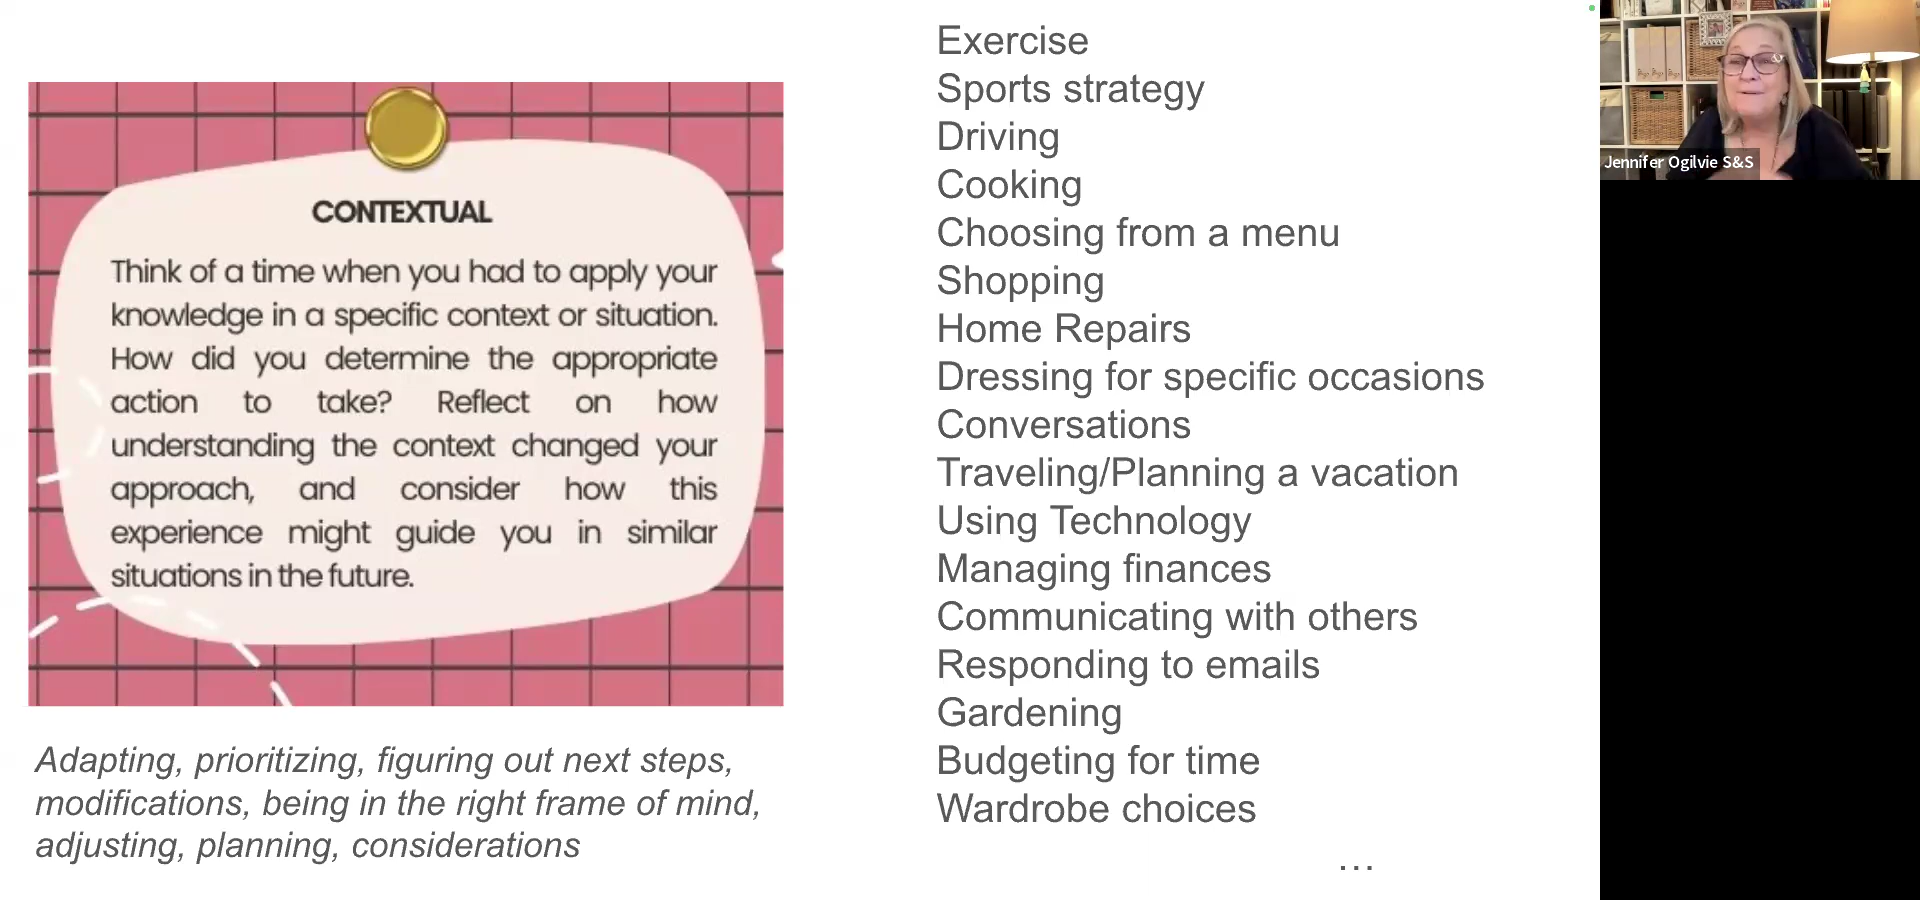 CONTEXTUAL
Think of a time when you had to apply your
knowledge in a specific context or situation.
How did you determine the appropriate
action to take? Reflect on how
understanding the context changed your
approach, and consider how this
experience might guide you in similar
situations in the future.
Adapting, prioritizing, figuring out next steps,
modifications, being in the right frame of mind,
adjusting, planning, considerations
Exercise
Sports strategy
Driving
Cooking
Choosing from a menu
Shopping
Home Repairs
Dressing for specific occasions
Conversations
Traveling/Planning a vacation
Using Technology
Managing finances
Communicating with others
Responding to emails
Gardening
Budgeting for time
Wardrobe choices
...
Jennifer Ogilvie S&S